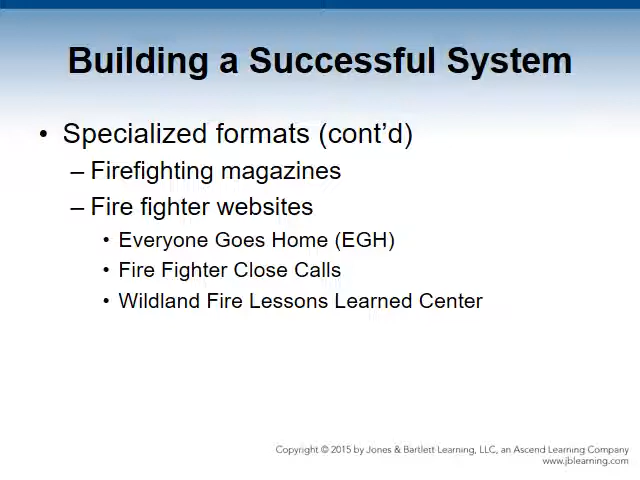 Building a Successful System
• Specialized formats (cont’d)
– Firefighting magazines
– Fire fighter websites
• Everyone Goes Home (EGH)
• Fire Fighter Close Calls
• Wildland Fire Lessons Learned Center
Copyright © 2015 by Jones & Bartlett Learning, LLC, an Ascend Learning Company
www.jblearning.com